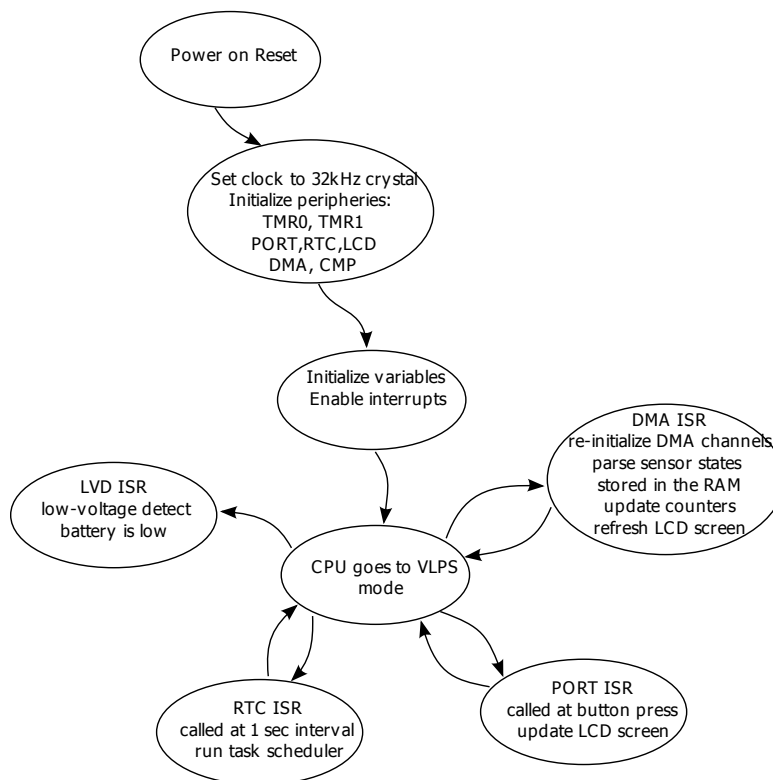 Power on Reset
Set clock to 32kHz crystal
Initialize peripheries:
TMR0, TMR1
PORT,RTC,LCD
DMA, CMP
Initialize variables
Enable interrupts
DMA ISR
re-initialize DMA channels,
parse sensor states
stored in the RAM
update counters
refresh LCD screen
LVD ISR
low-voltage detect
battery is low
CPU goes to VLPS
mode
RTC ISR
called at 1 sec interval
run task scheduler
PORT ISR
called at button press
update LCD screen